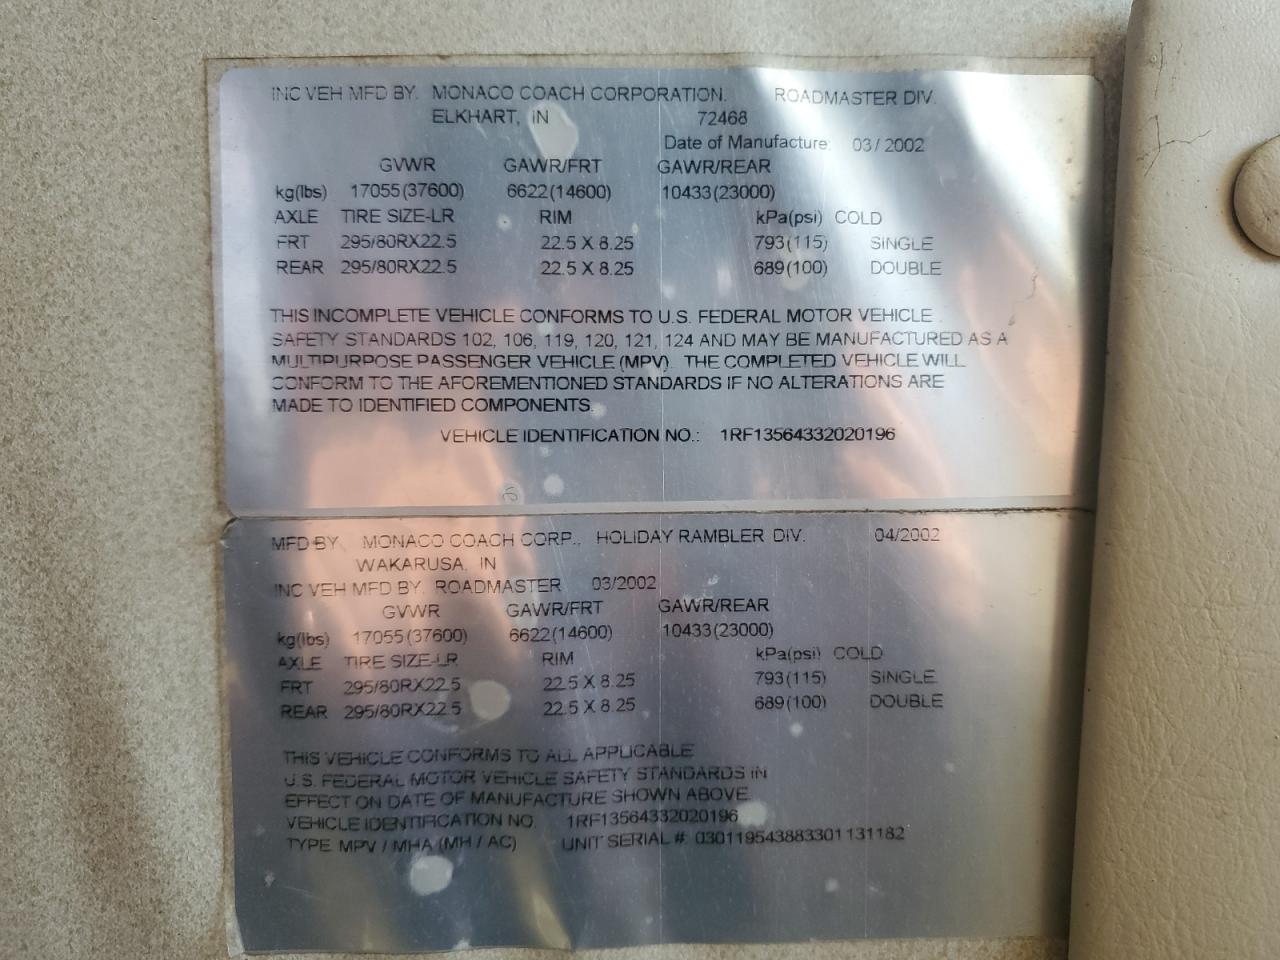 INC VEH MFD BY. MONACO COACH CORPORATION. ROADMASTER DIV.
ELKHART, IN 72468
Date of Manufacture: 03/2002
GVWR GAWR/FRT GAWR/REAR
kg(lbs) 17055(37600) 6622(14600) 10433(23000)
AXLE TIRE SIZE-LR RIM kPa(psi) COLD
FRT 295/80RX22.5 22.5 X 8.25 793(115) SINGLE
REAR 295/80RX22.5 22.5 X 8.25 689(100) DOUBLE
THIS INCOMPLETE VEHICLE CONFORMS TO U.S. FEDERAL MOTOR VEHICLE
SAFETY STANDARDS 102, 106, 119, 120, 121, 124 AND MAY BE MANUFACTURED AS A
MULTIPURPOSE PASSENGER VEHICLE (MPV). THE COMPLETED VEHICLE WILL
CONFORM TO THE AFOREMENTIONED STANDARDS IF NO ALTERATIONS ARE
MADE TO IDENTIFIED COMPONENTS.
VEHICLE IDENTIFICATION NO.: 1RF13564332020196
MFD BY. MONACO COACH CORP., HOLIDAY RAMBLER DIV. 04/2002
WAKARUSA, IN
INC VEH MFD BY. ROADMASTER 03/2002
GVWR GAWR/FRT GAWR/REAR
kg(lbs) 17055(37600) 6622(14600) 10433(23000)
AXLE TIRE SIZE-LR RIM kPa(psi) COLD
FRT 295/80RX22.5 22.5 X 8.25 793(115) SINGLE
REAR 295/80RX22.5 22.5 X 8.25 689(100) DOUBLE
THIS VEHICLE CONFORMS TO ALL APPLICABLE
U.S. FEDERAL MOTOR VEHICLE SAFETY STANDARDS IN
EFFECT ON DATE OF MANUFACTURE SHOWN ABOVE.
VEHICLE IDENTIFICATION NO. 1RF13564332020196
TYPE MPV / MHA (MH / AC) UNIT SERIAL #: 030119543883301131182